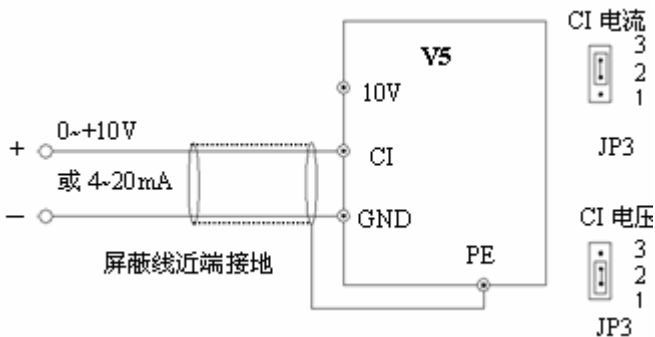 V5
10V
0~+10V
+
CI
或 4~20mA
−
GND
屏蔽线近端接地
PE
CI 电流
3
2
1
JP3
CI 电压
3
2
1
JP3